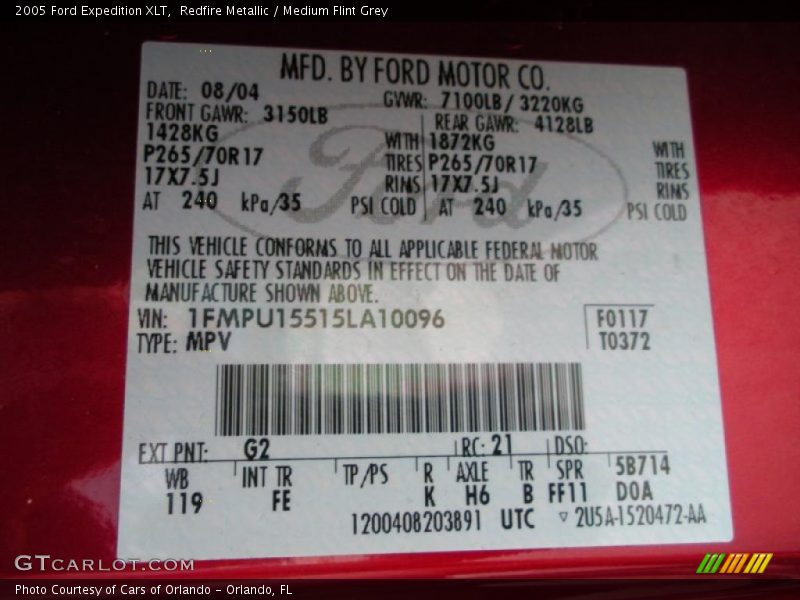 2005 Ford Expedition XLT,  Redfire Metallic / Medium Flint Grey
MFD. BY FORD MOTOR CO.
DATE: 08/04
GVWR: 7100LB / 3220KG
FRONT GAWR: 3150LB
REAR GAWR: 4128LB
1428KG WITH 1872KG WITH
P265/70R17 TIRES P265/70R17 TIRES
17X7.5J RIMS 17X7.5J RIMS
AT 240 kPa/35 PSI COLD AT 240 kPa/35 PSI COLD
Ford
THIS VEHICLE CONFORMS TO ALL APPLICABLE FEDERAL MOTOR
VEHICLE SAFETY STANDARDS IN EFFECT ON THE DATE OF
MANUFACTURE SHOWN ABOVE.
VIN: 1FMPU15515LA10096 F0117
TYPE: MPV T0372
EXT PNT: G2 RC: 21 DSO:
WB INT TR TP/PS R AXLE TR SPR 5B714
119 FE K H6 B FF11 D0A
1200408203891 UTC ▽ 2U5A-1520472-AA
GTCARLOT.COM
Photo Courtesy of Cars of Orlando - Orlando, FL